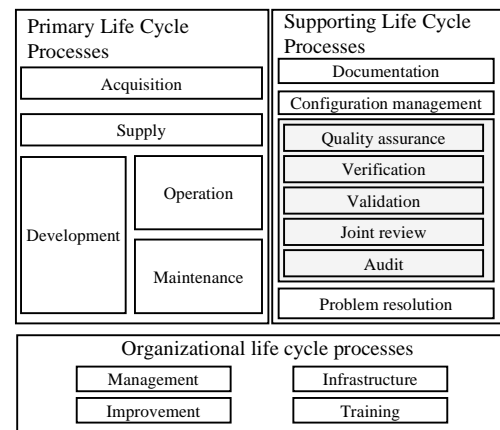 Primary Life Cycle
Processes
Acquisition
Supply
Development
Operation
Maintenance
Supporting Life Cycle
Processes
Documentation
Configuration management
Quality assurance
Verification
Validation
Joint review
Audit
Problem resolution
Organizational life cycle processes
Management
Infrastructure
Improvement
Training